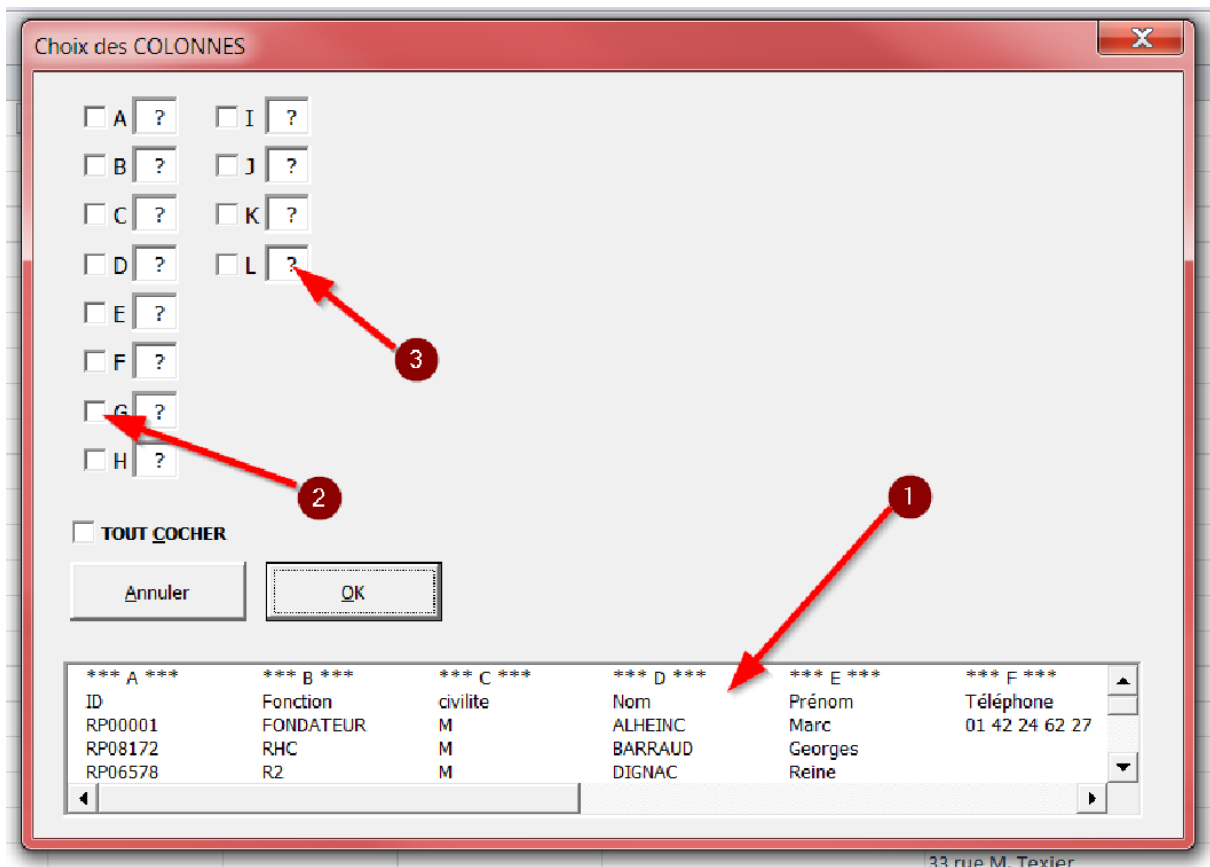 Choix des COLONNES
X
A ? I ?
B ? J ?
C ? K ?
D ? L ?
E ?
F ?
3
G ?
H ?
2
1
TOUT COCHER
Annuler OK
*** A *** *** B *** *** C *** *** D *** *** E *** *** F ***
ID Fonction civilite Nom Prénom Téléphone
RP00001 FONDATEUR M ALHEINC Marc 01 42 24 62 27
RP08172 RHC M BARRAUD Georges
RP06578 R2 M DIGNAC Reine
33 rue M. Texier